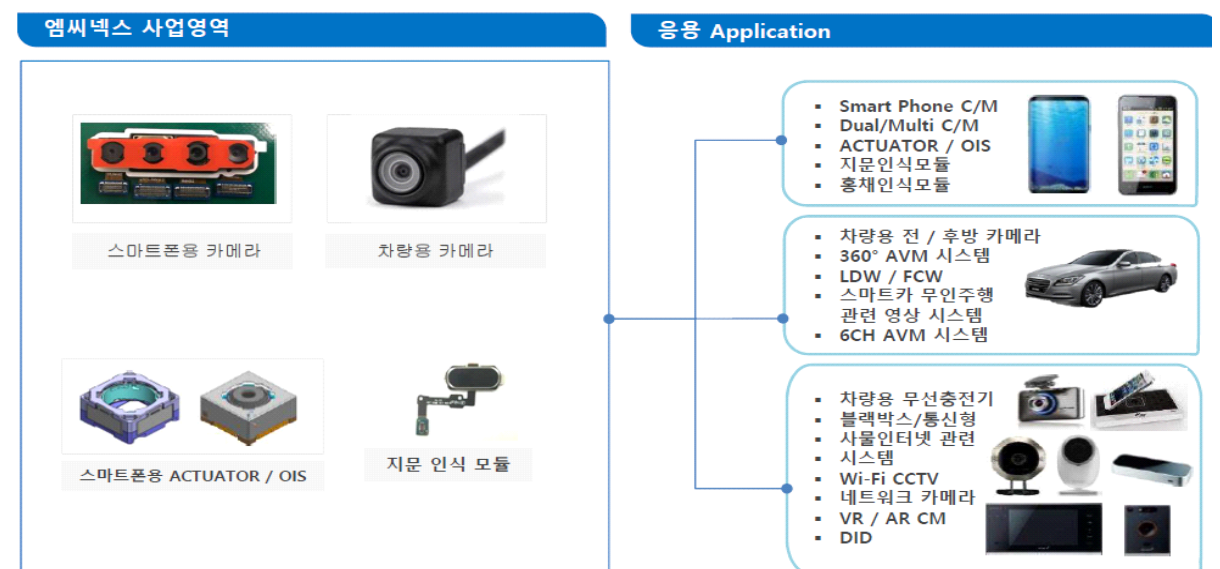 엠씨넥스 사업영역
응용 Application
스마트폰용 카메라
차량용 카메라
스마트폰용 ACTUATOR / OIS
지문 인식 모듈
▪ Smart Phone C/M
▪ Dual/Multi C/M
▪ ACTUATOR / OIS
▪ 지문인식모듈
▪ 홍채인식모듈
▪ 차량용 전 / 후방 카메라
▪ 360° AVM 시스템
▪ LDW / FCW
▪ 스마트카 무인주행
관련 영상 시스템
▪ 6CH AVM 시스템
▪ 차량용 무선충전기
▪ 블랙박스/통신형
▪ 사물인터넷 관련
▪ 시스템
▪ Wi-Fi CCTV
▪ 네트워크 카메라
▪ VR / AR CM
▪ DID